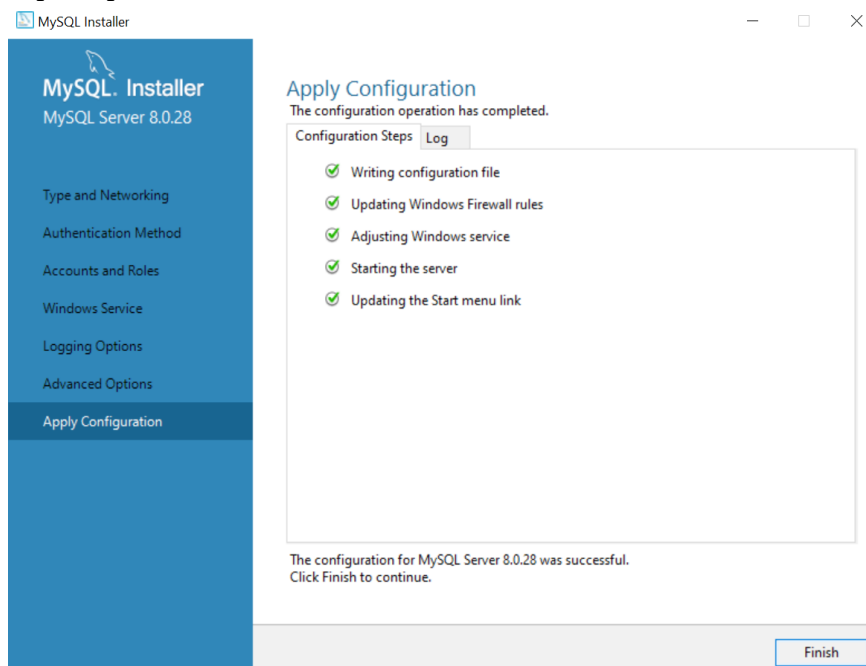 MySQL Installer
MySQL. Installer
MySQL Server 8.0.28
Type and Networking
Authentication Method
Accounts and Roles
Windows Service
Logging Options
Advanced Options
Apply Configuration
Apply Configuration
The configuration operation has completed.
Configuration Steps Log
Writing configuration file
Updating Windows Firewall rules
Adjusting Windows service
Starting the server
Updating the Start menu link
The configuration for MySQL Server 8.0.28 was successful.
Click Finish to continue.
Finish